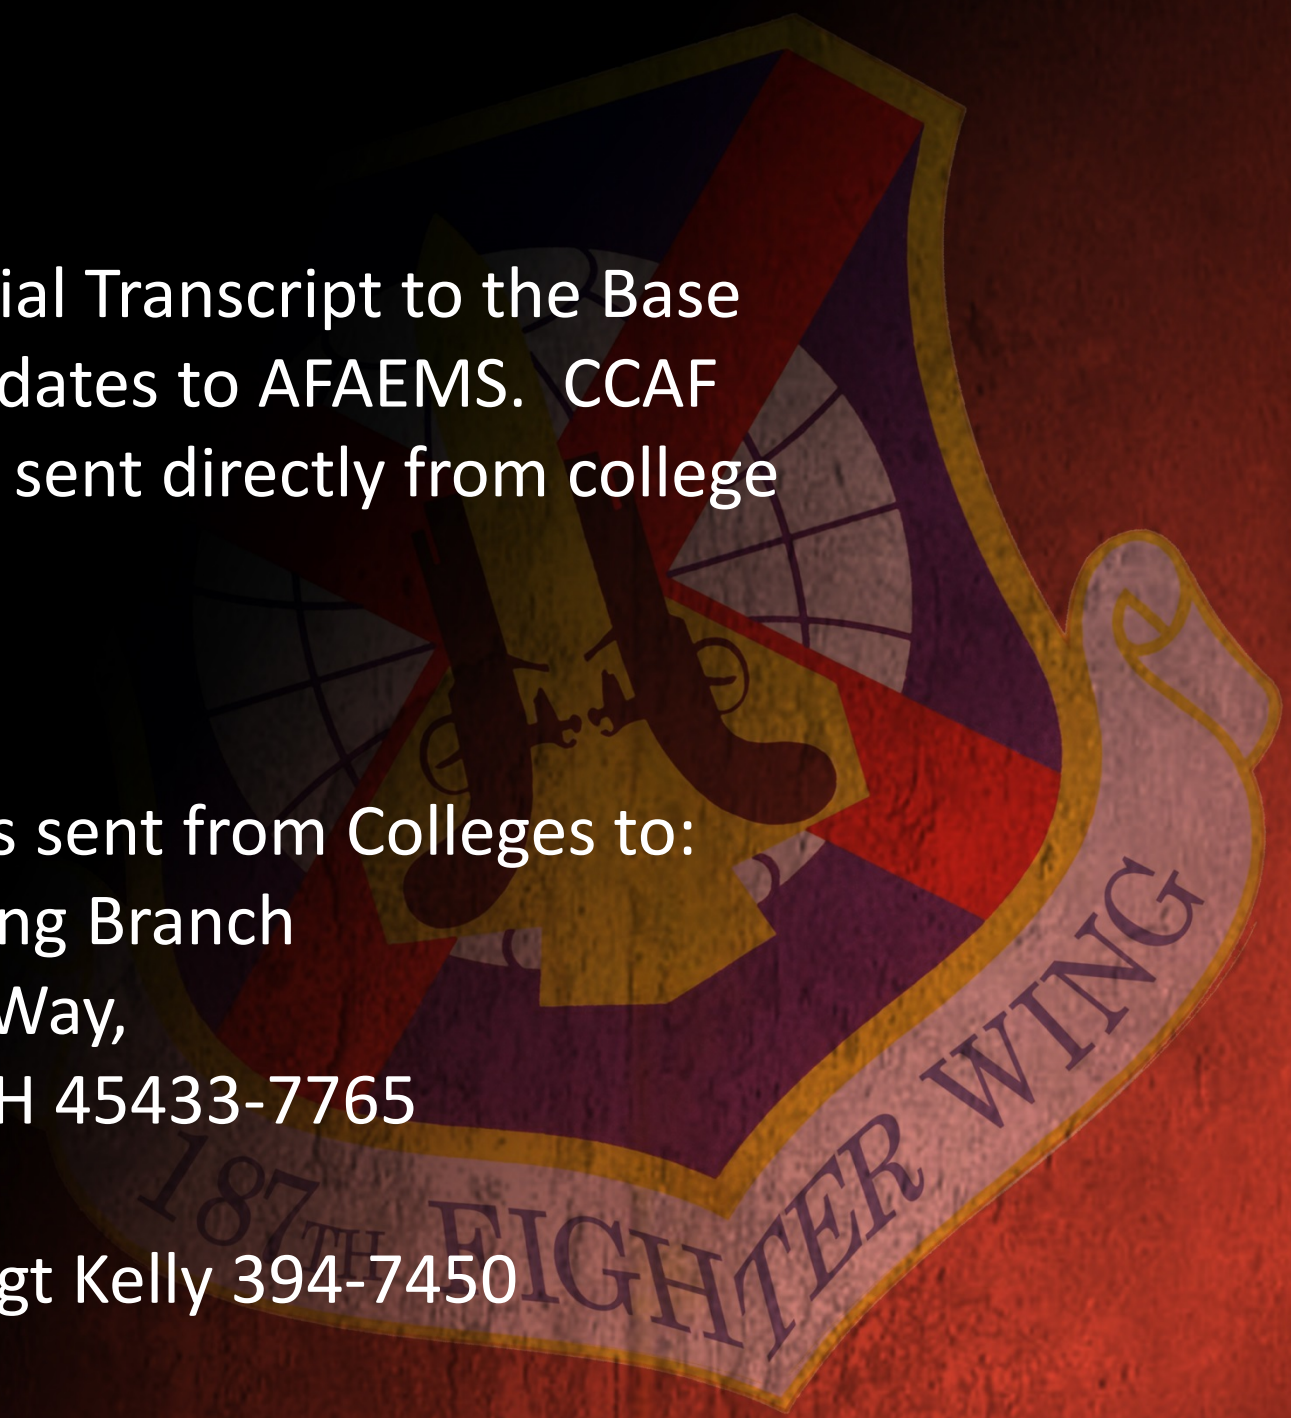 ial Transcript to the Base
dates to AFAEMS.  CCAF
sent directly from college
s sent from Colleges to:
ng Branch
Way,
H 45433-7765
gt Kelly 394-7450
187TH FIGHTER WING